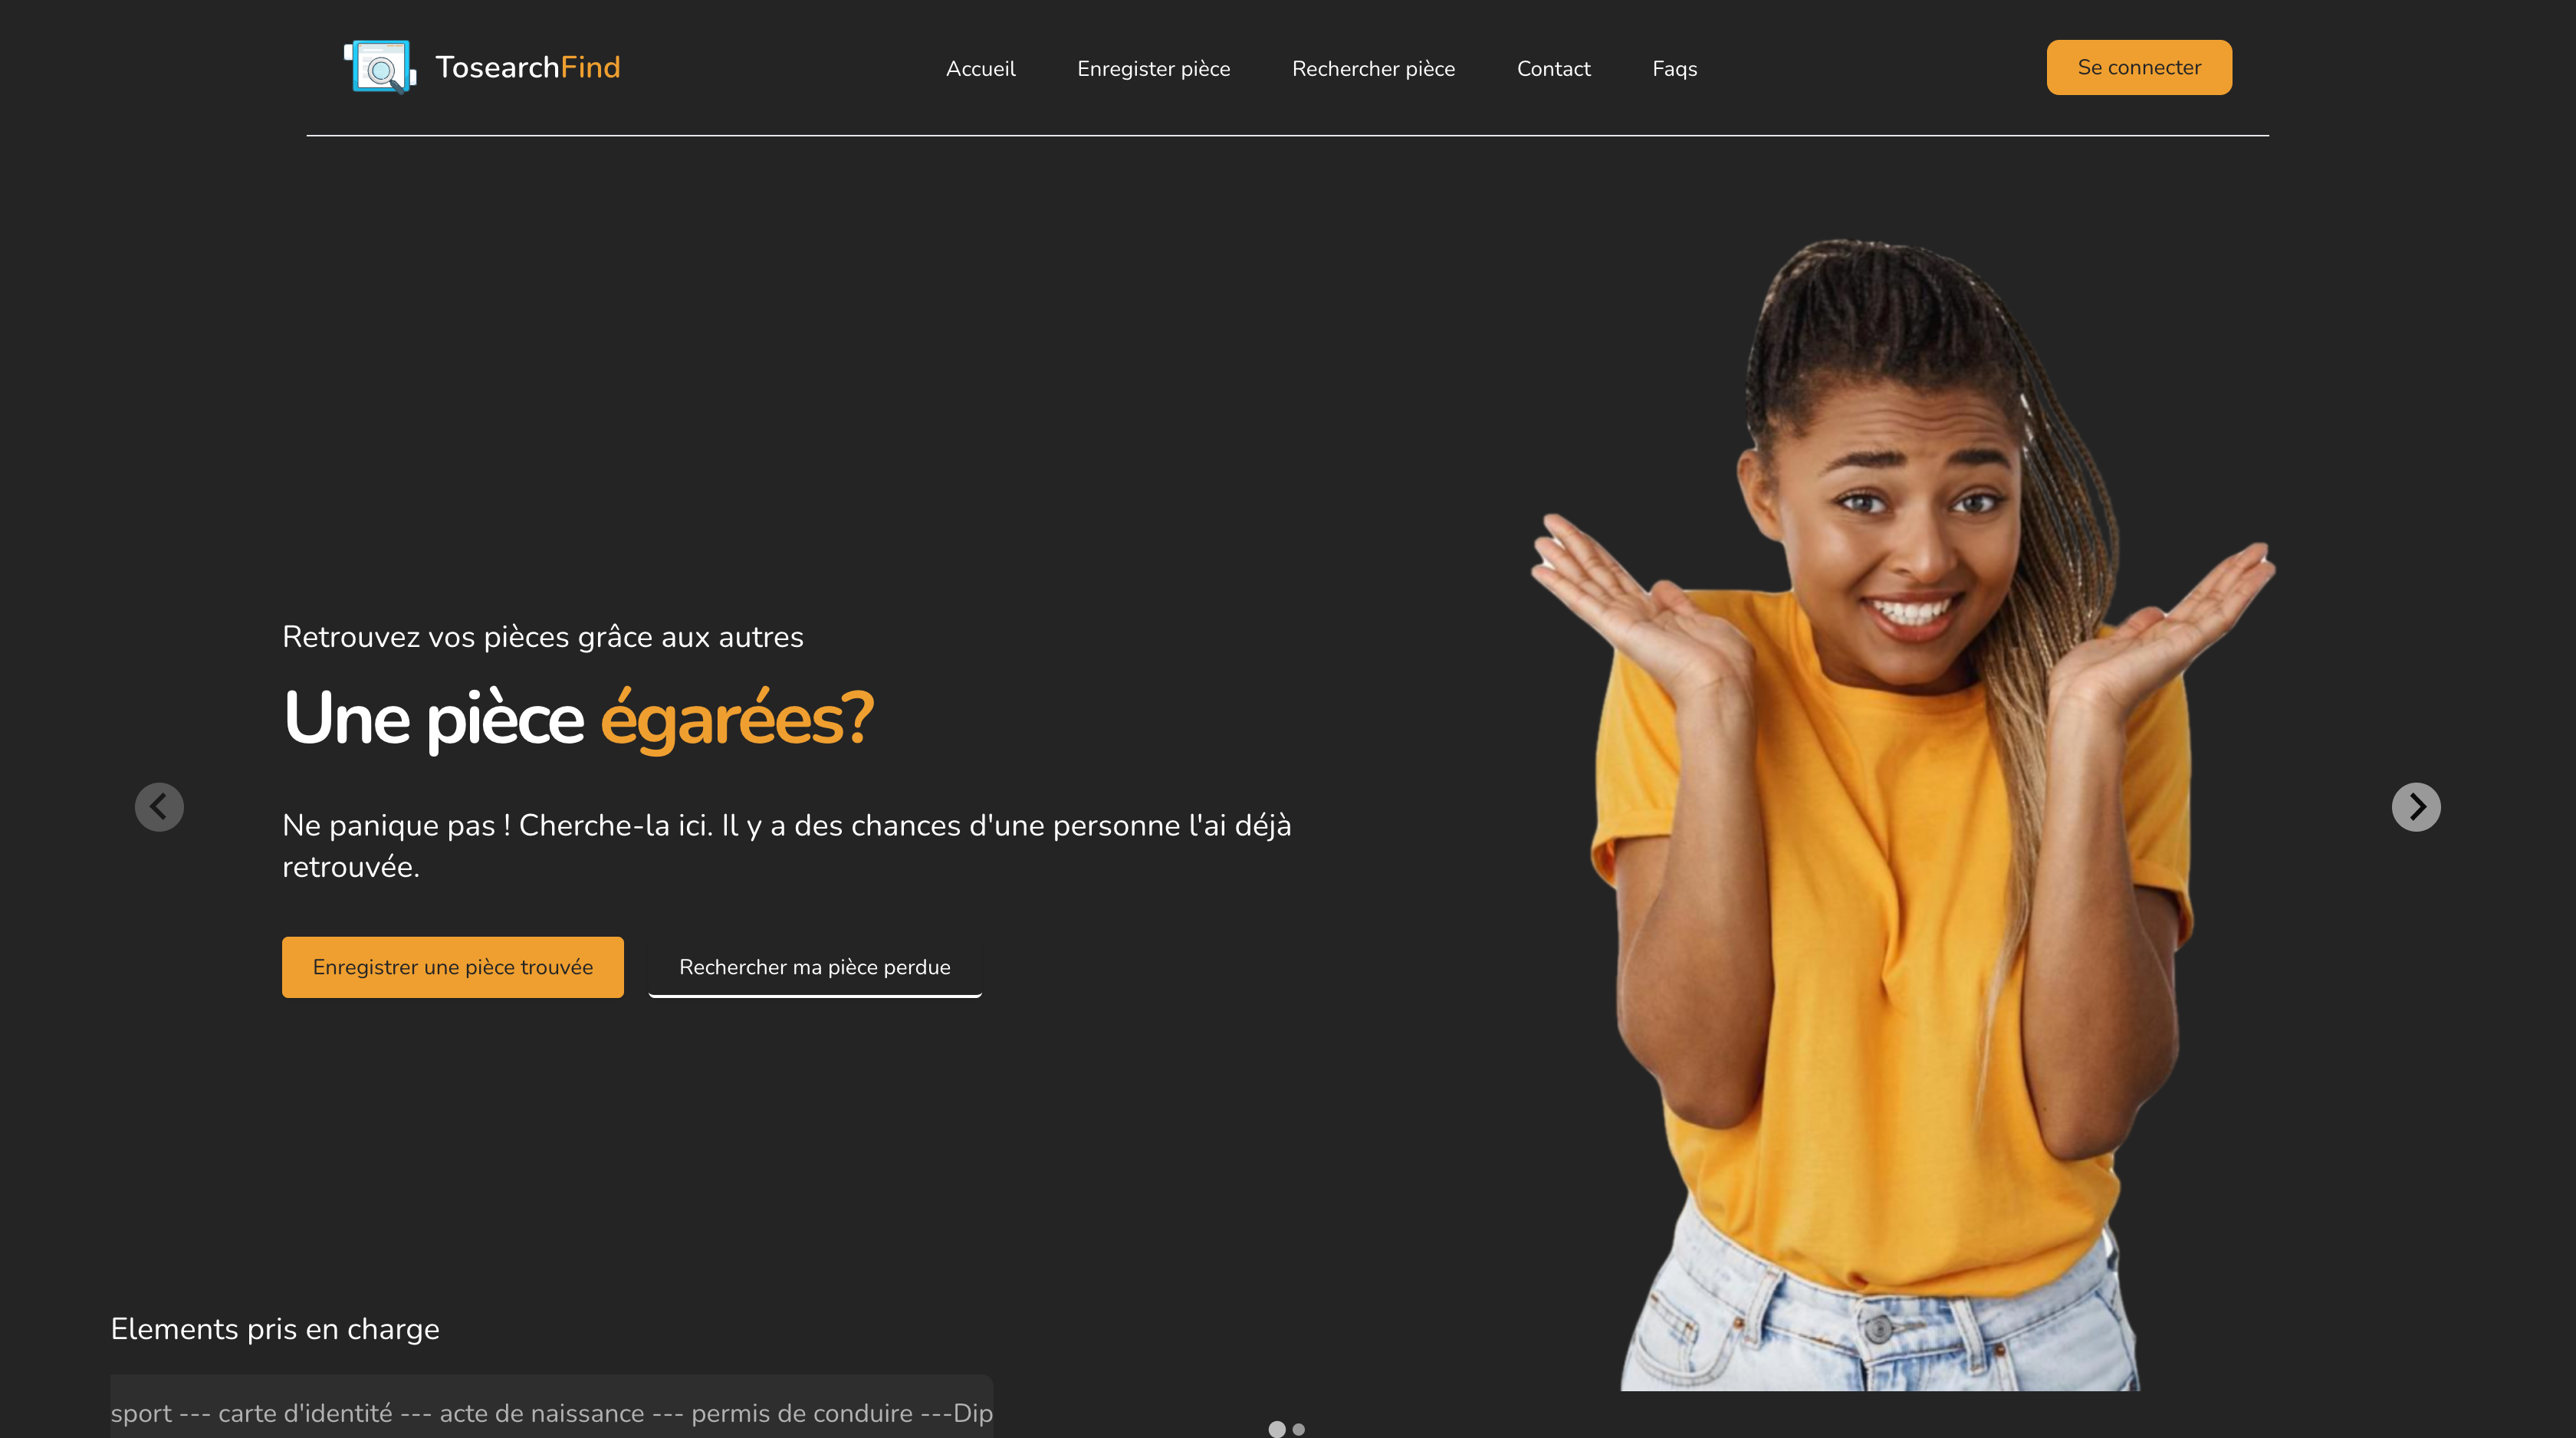 TosearchFind
Accueil
Enregister pièce
Rechercher pièce
Contact
Faqs
Se connecter
Retrouvez vos pièces grâce aux autres
Une pièce égarées?
Ne panique pas ! Cherche-la ici. Il y a des chances d'une personne l'ai déjà
retrouvée.
Enregistrer une pièce trouvée
Rechercher ma pièce perdue
Elements pris en charge
sport --- carte d'identité --- acte de naissance --- permis de conduire ---Dip